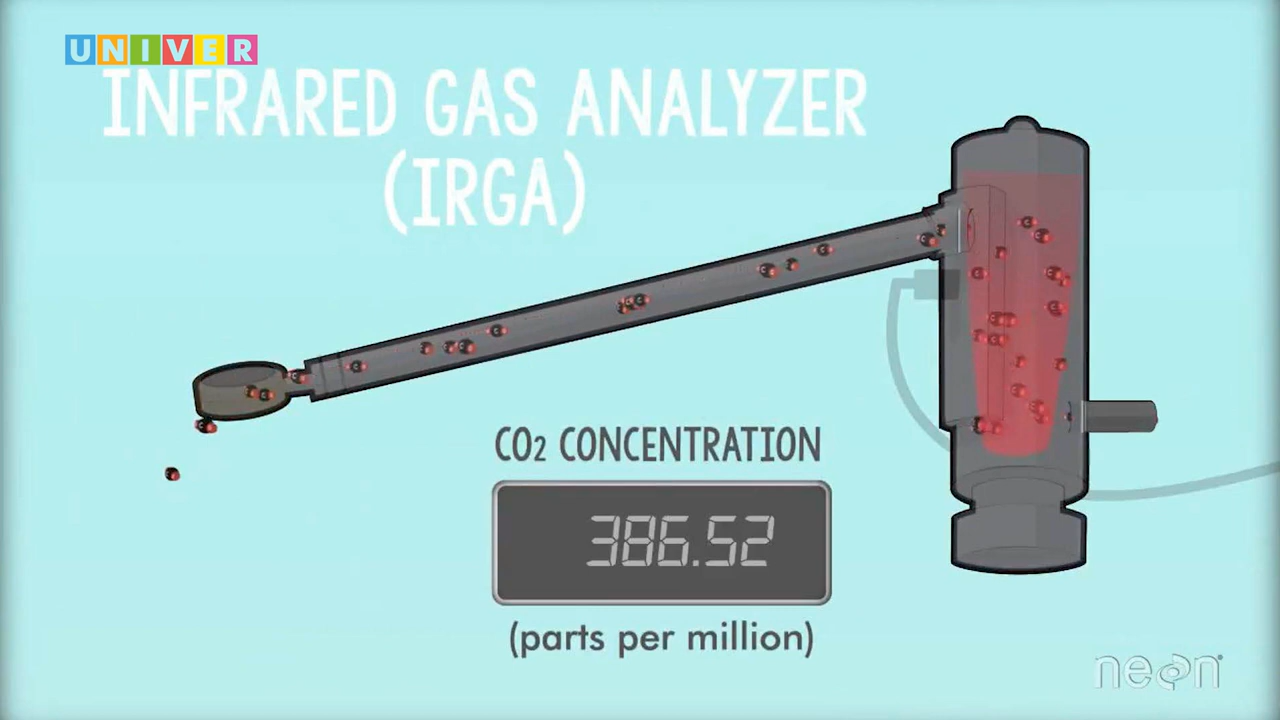 UNIVER
INFRARED GAS ANALYZER
(IRGA)
CO₂ CONCENTRATION
386.52
(parts per million)
neon